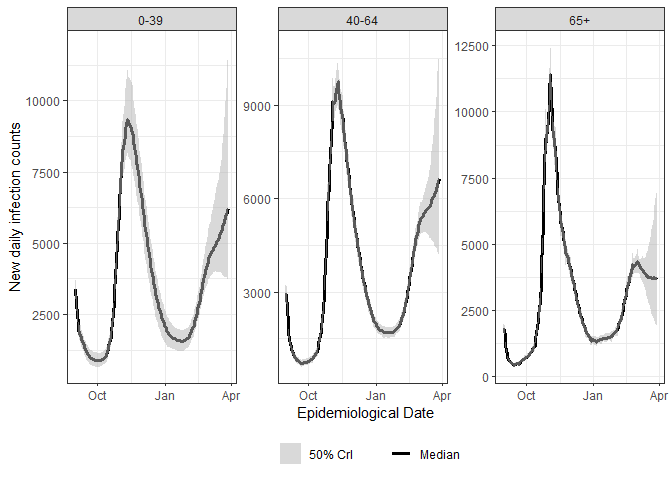 0-39
40-64
65+
New daily infection counts
10000
7500
5000
2500
9000
6000
3000
12500
10000
7500
5000
2500
0
Oct Jan Apr
Oct Jan Apr
Oct Jan Apr
Epidemiological Date
50% CrI
Median